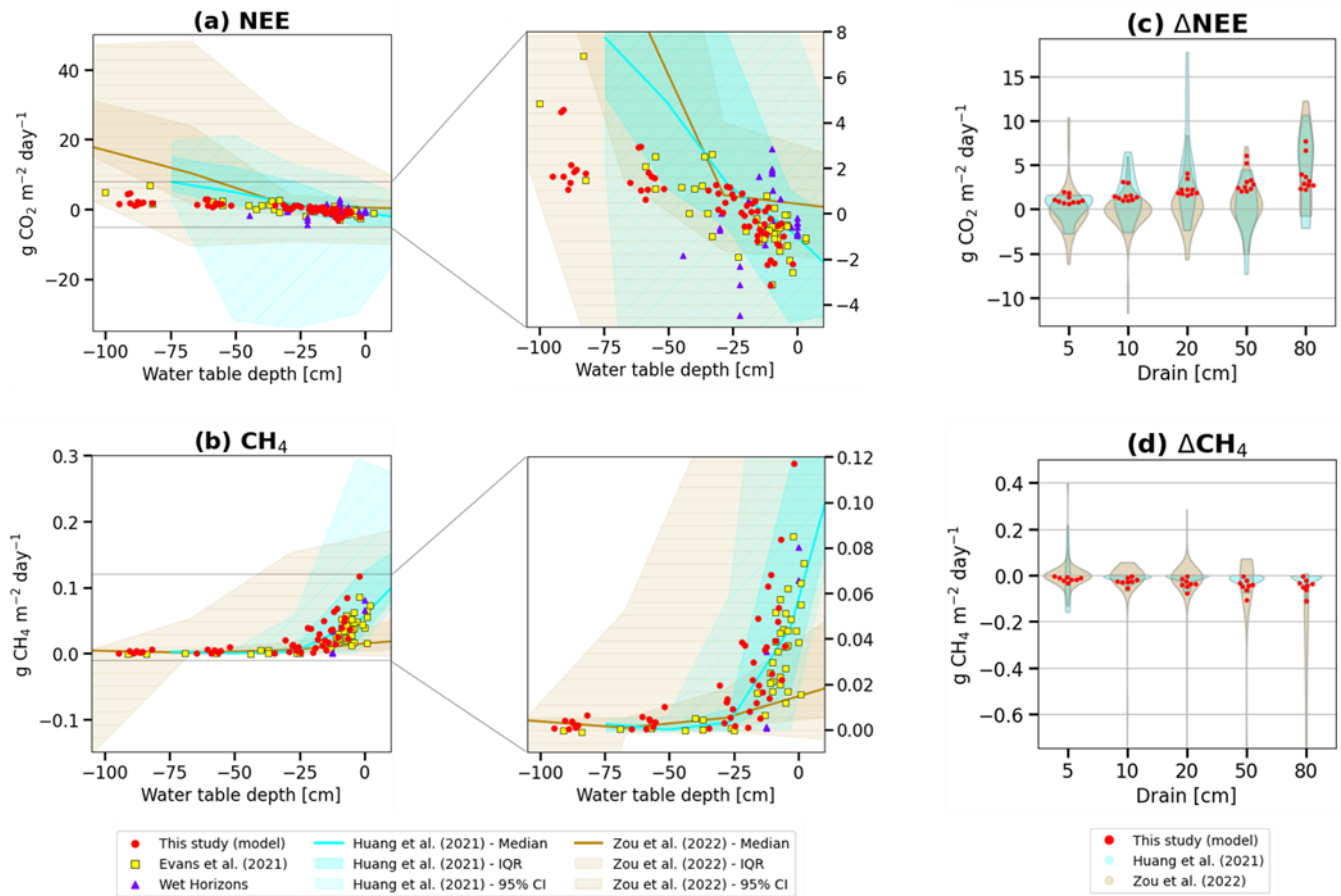 (a) NEE
g CO₂ m⁻² day⁻¹
40
20
0
−20
−100 −75 −50 −25 0
Water table depth [cm]
8
6
4
2
0
−2
−4
−100 −75 −50 −25 0
Water table depth [cm]
(c) ΔNEE
g CO₂ m⁻² day⁻¹
15
10
5
0
−5
−10
5 10 20 50 80
Drain [cm]
(b) CH₄
g CH₄ m⁻² day⁻¹
0.3
0.2
0.1
0.0
−0.1
−100 −75 −50 −25 0
Water table depth [cm]
0.12
0.10
0.08
0.06
0.04
0.02
0.00
−100 −75 −50 −25 0
Water table depth [cm]
(d) ΔCH₄
g CH₄ m⁻² day⁻¹
0.4
0.2
0.0
−0.2
−0.4
−0.6
5 10 20 50 80
Drain [cm]
This study (model)
Evans et al. (2021)
Wet Horizons
Huang et al. (2021) - Median
Huang et al. (2021) - IQR
Huang et al. (2021) - 95% CI
Zou et al. (2022) - Median
Zou et al. (2022) - IQR
Zou et al. (2022) - 95% CI
This study (model)
Huang et al. (2021)
Zou et al. (2022)